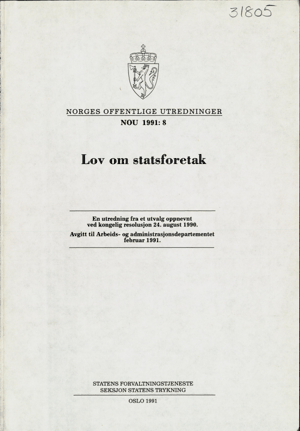 31805
NORGES OFFENTLIGE UTREDNINGER
NOU 1991: 8
Lov om statsforetak
En utredning fra et utvalg oppnevnt
ved kongelig resolusjon 24. august 1990.
Avgitt til Arbeids- og administrasjonsdepartementet
februar 1991.
STATENS FORVALTNINGSTJENESTE
SEKSJON STATENS TRYKNING
OSLO 1991